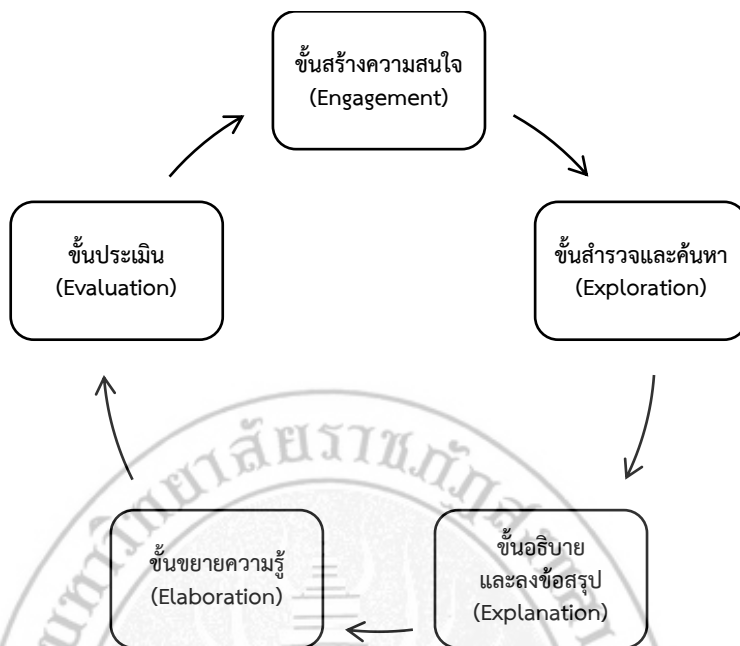 ขั้นสร้างความสนใจ
(Engagement)
ขั้นสำรวจและค้นหา
(Exploration)
ขั้นอธิบาย
และลงข้อสรุป
(Explanation)
ขั้นขยายความรู้
(Elaboration)
ขั้นประเมิน
(Evaluation)